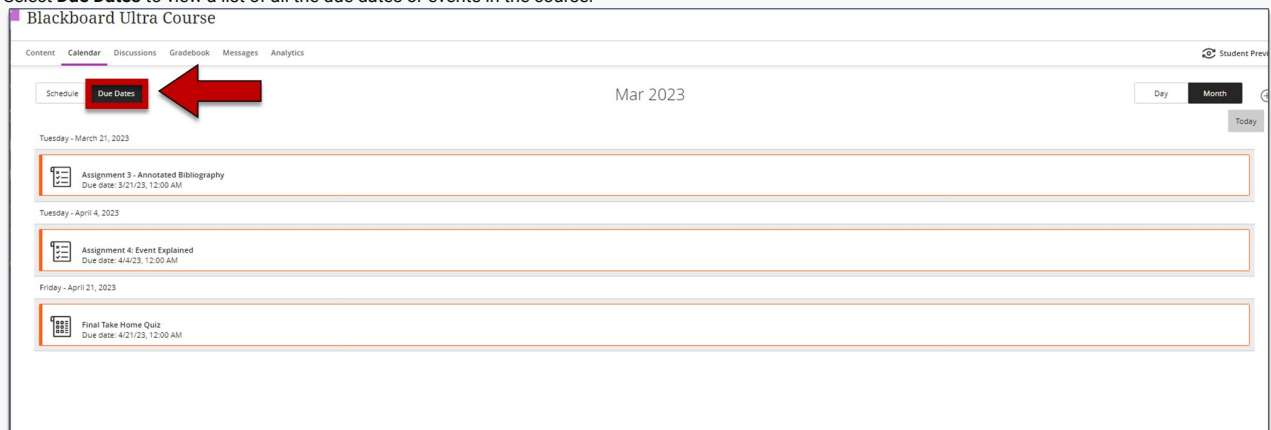 Select Due Dates to view a list of all the due dates or events in the course.
Blackboard Ultra Course
Content Calendar Discussions Gradebook Messages Analytics Student Previ
Schedule Due Dates Mar 2023 Day Month
Today
Tuesday - March 21, 2023
Assignment 3 - Annotated Bibliography
Due date: 3/21/23, 12:00 AM
Tuesday - April 4, 2023
Assignment 4: Event Explained
Due date: 4/4/23, 12:00 AM
Friday - April 21, 2023
Final Take Home Quiz
Due date: 4/21/23, 12:00 AM